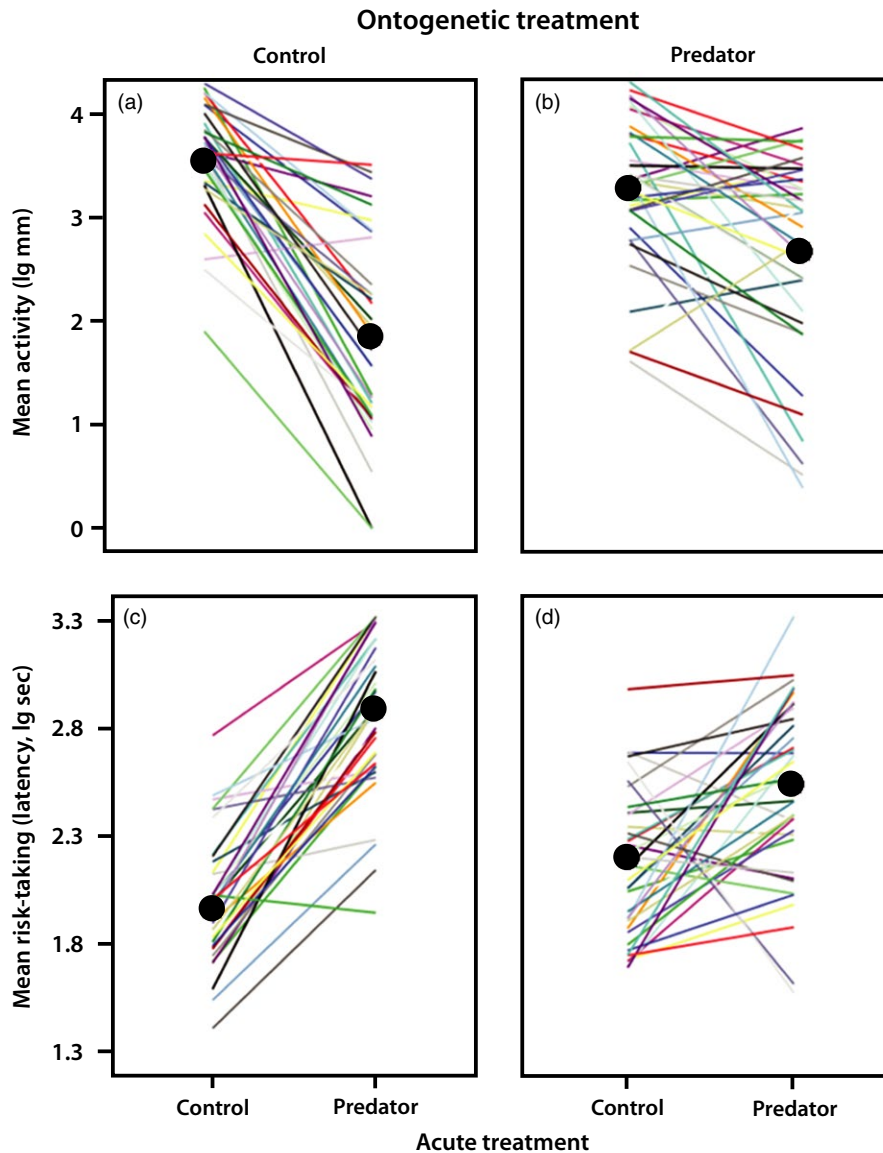 Ontogenetic treatment
Control
Predator
(a)
(b)
4
3
2
1
0
Mean activity (lg mm)
(c)
(d)
3.3
2.8
2.3
1.8
1.3
Mean risk-taking (latency, lg sec)
Control
Predator
Control
Predator
Acute treatment